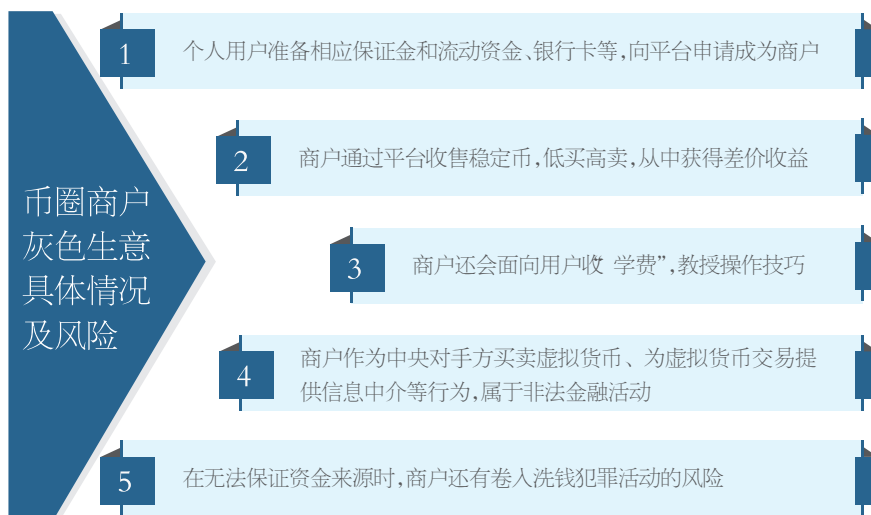 币圈商户
灰色生意
具体情况
及风险
1
个人用户准备相应保证金和流动资金、银行卡等,向平台申请成为商户
2
商户通过平台收售稳定币,低买高卖,从中获得差价收益
3
商户还会面向用户收 学费”,教授操作技巧
4
商户作为中央对手方买卖虚拟货币、为虚拟货币交易提
供信息中介等行为,属于非法金融活动
5
在无法保证资金来源时,商户还有卷入洗钱犯罪活动的风险